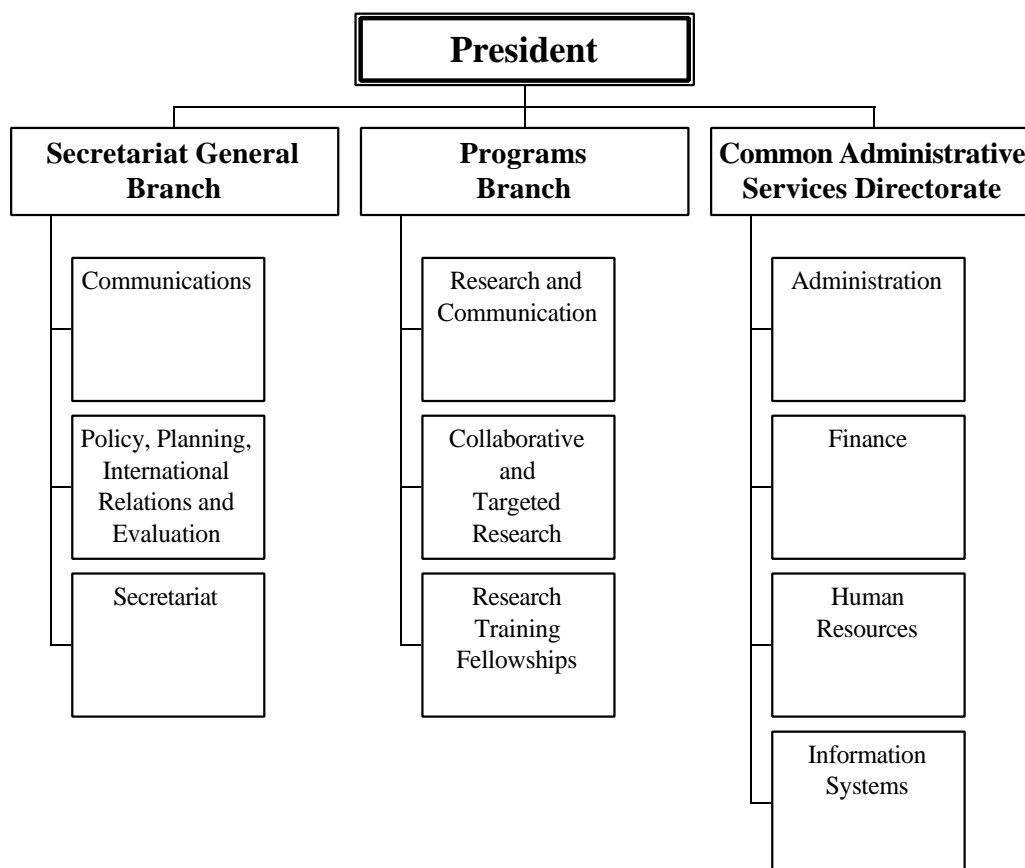 President
Secretariat General
Branch
Programs
Branch
Common Administrative
Services Directorate
Communications
Policy, Planning,
International
Relations and
Evaluation
Secretariat
Research and
Communication
Collaborative
and
Targeted
Research
Research
Training
Fellowships
Administration
Finance
Human
Resources
Information
Systems